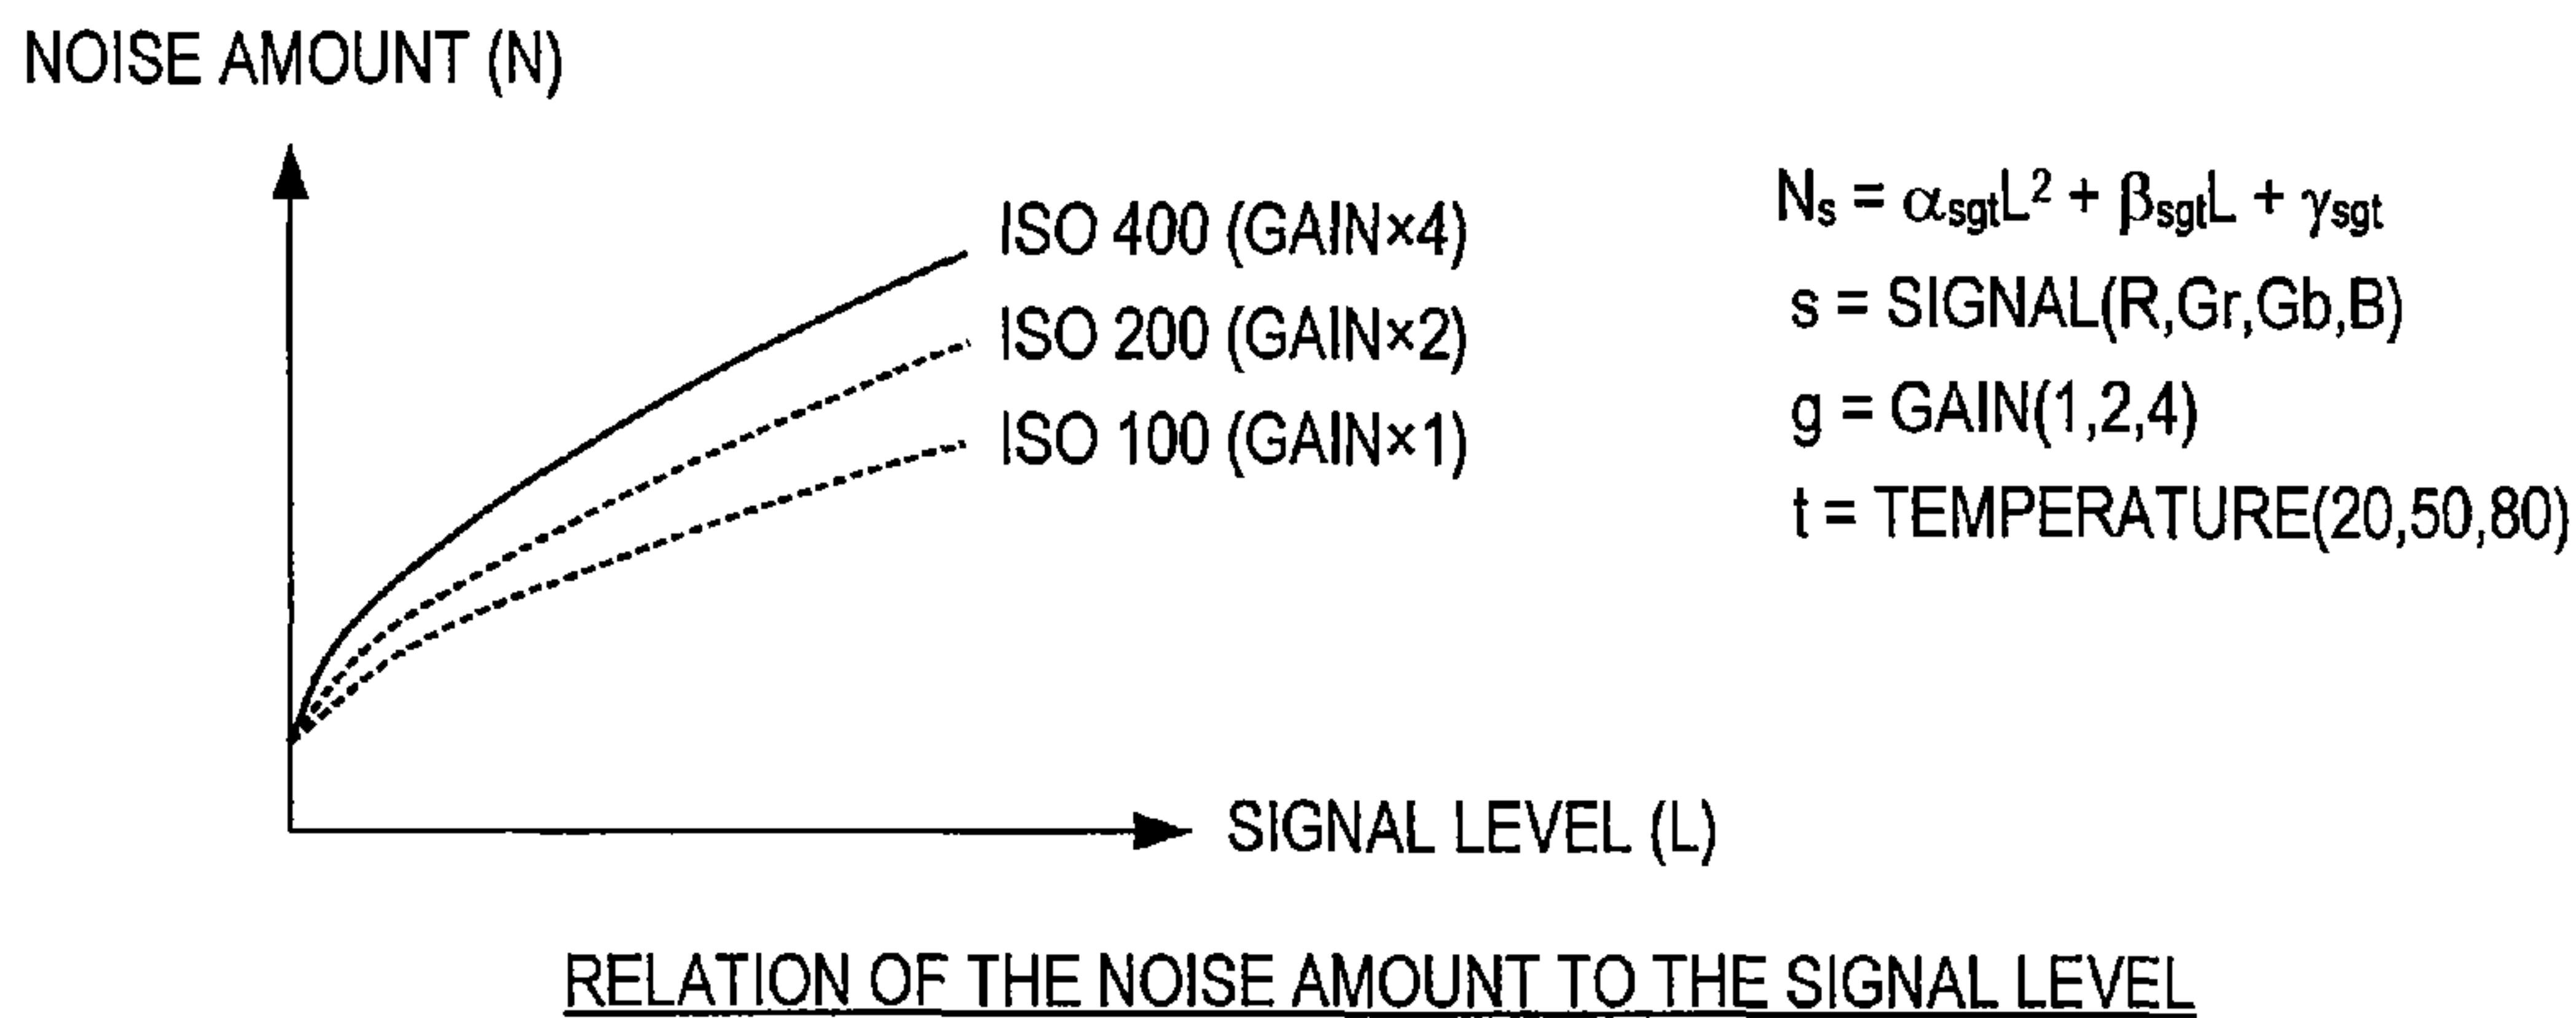 NOISE AMOUNT (N)
ISO 400 (GAIN×4)
ISO 200 (GAIN×2)
ISO 100 (GAIN×1)
SIGNAL LEVEL (L)
Nₛ = αsgtL² + βsgtL + γsgt
s = SIGNAL(R,Gr,Gb,B)
g = GAIN(1,2,4)
t = TEMPERATURE(20,50,80)
RELATION OF THE NOISE AMOUNT TO THE SIGNAL LEVEL